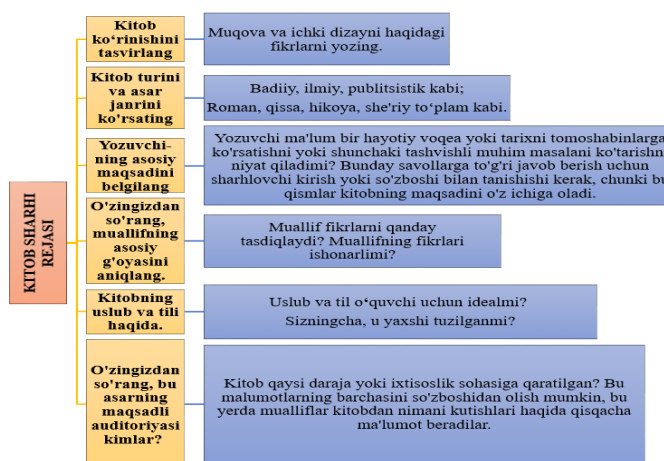 KITOB SHARHI
REJASI
Kitob
ko‘rinishini
tasvirlang
Muqova va ichki dizayni haqidagi
fikrlarni yozing.
Kitob turini
va asar
janrini
ko'rsating
Badiiy, ilmiy, publitsistik kabi;
Roman, qissa, hikoya, she'riy to‘plam kabi.
Yozuvchi-
ning asosiy
maqsadini
belgilang
Yozuvchi ma'lum bir hayotiy voqea yoki tarixni tomoshabinlarga
ko'rsatishni yoki shunchaki tashvishli muhim masalani ko'tarishni
niyat qiladimi? Bunday savollarga to'g'ri javob berish uchun
sharhlovchi kirish yoki so'zboshi bilan tanishishi kerak, chunki bu
qismlar kitobning maqsadini o'z ichiga oladi.
O'zingizdan
so'rang,
muallifning
asosiy
g'oyasini
aniqlang.
Muallif fikrlarni qanday
tasdiqlaydi? Muallifning fikrlari
ishonarlimi?
Kitobning
uslub va tili
haqida.
Uslub va til o‘quvchi uchun idealmi?
Sizningcha, u yaxshi tuzilganmi?
O'zingizdan
so'rang, bu
asarning
maqsadli
auditoriyasi
kimlar?
Kitob qaysi daraja yoki ixtisoslik sohasiga qaratilgan? Bu
malumotlarning barchasini so'zboshidan olish mumkin, bu
yerda mualliflar kitobdan nimani kutishlari haqida qisqacha
ma'lumot beradilar.